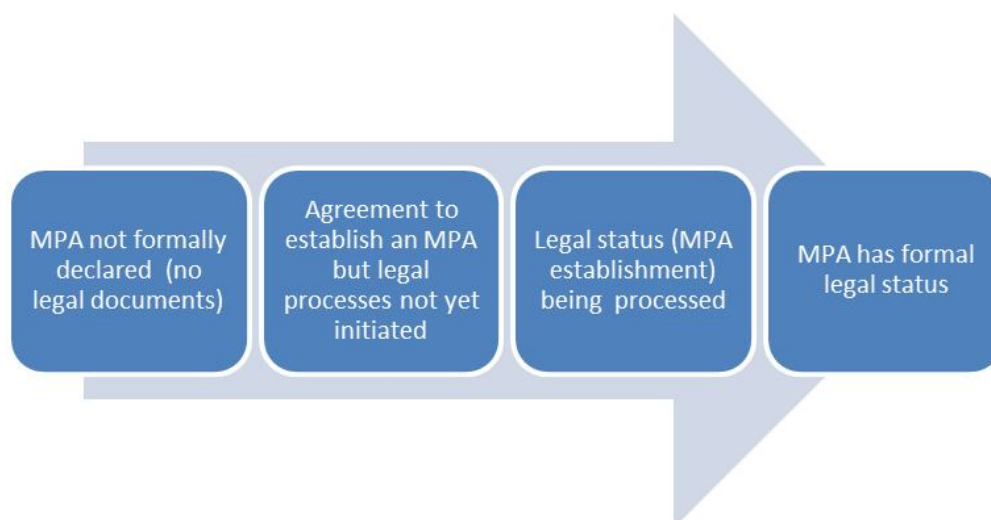 MPA not formally
declared (no
legal documents)
Agreement to
establish an MPA
but legal
processes not yet
initiated
Legal status (MPA
establishment)
being processed
MPA has formal
legal status